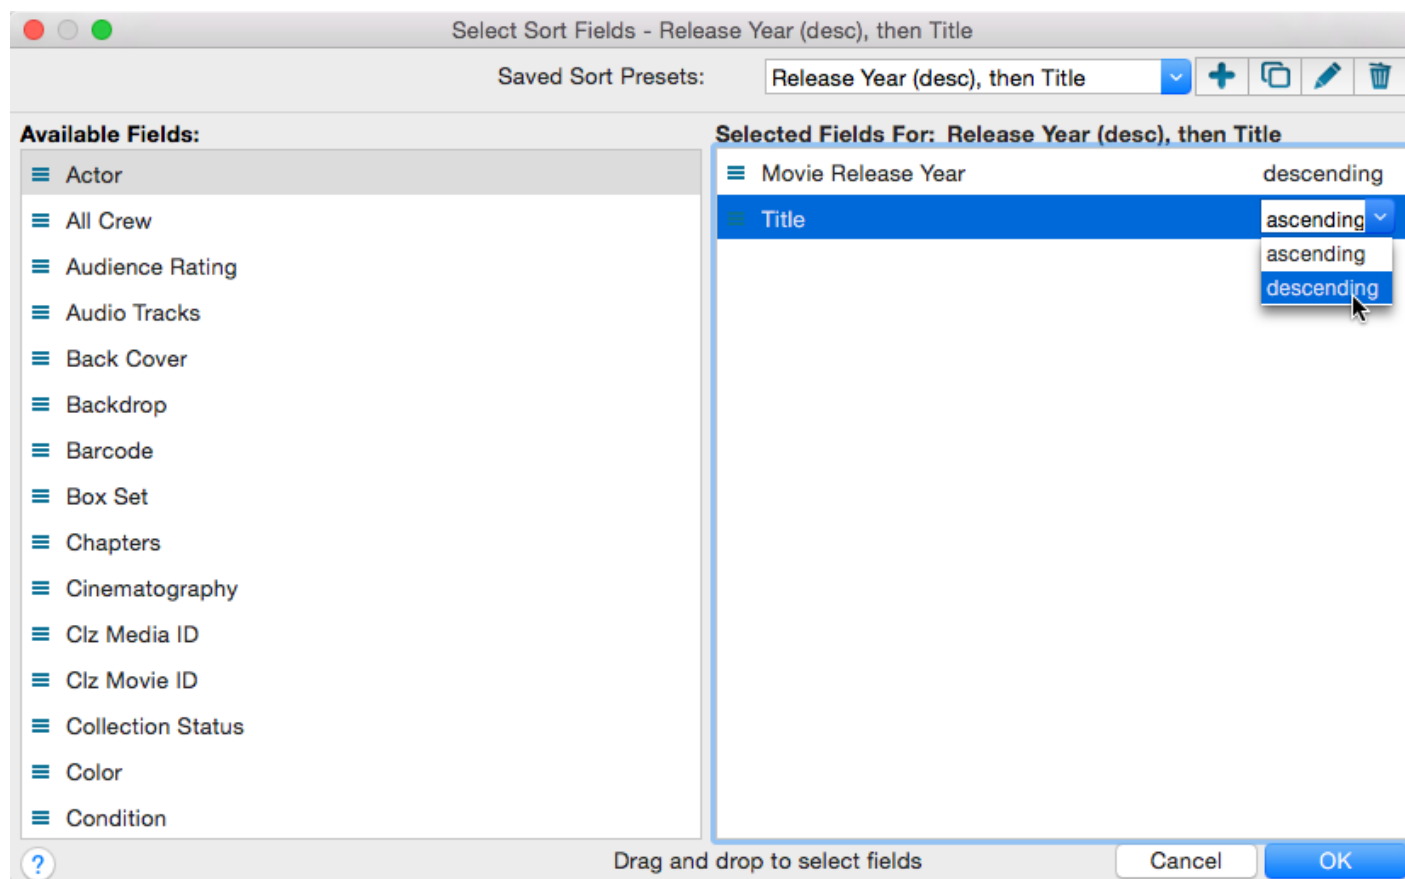 Select Sort Fields - Release Year (desc), then Title
Saved Sort Presets: Release Year (desc), then Title
Available Fields:
Actor
All Crew
Audience Rating
Audio Tracks
Back Cover
Backdrop
Barcode
Box Set
Chapters
Cinematography
Clz Media ID
Clz Movie ID
Collection Status
Color
Condition
Selected Fields For: Release Year (desc), then Title
Movie Release Year descending
Title ascending
ascending
descending
?
Drag and drop to select fields
Cancel
OK